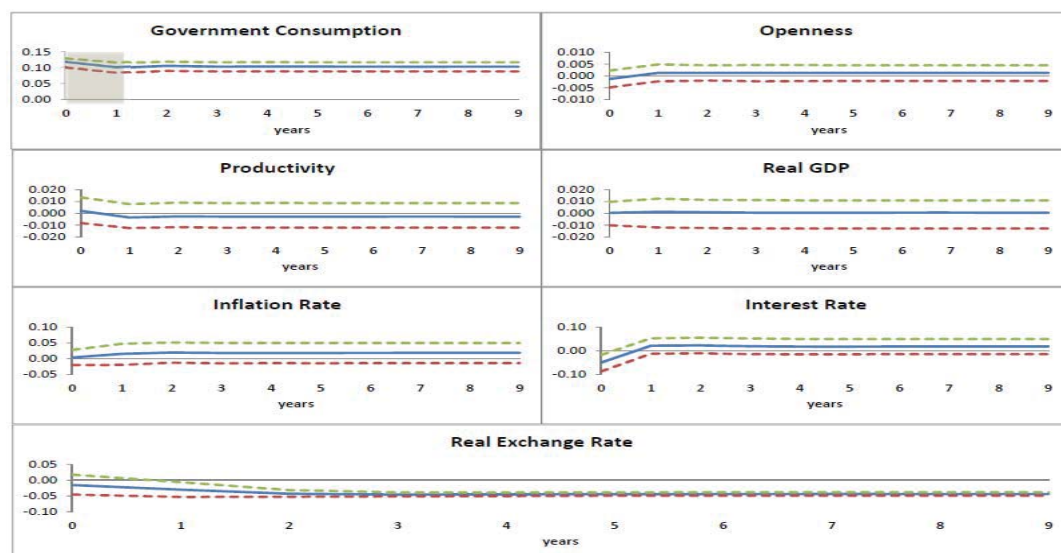 Government Consumption
0.15
0.10
0.05
0.00
0 1 2 3 4 5 6 7 8 9
years
Openness
0.010
0.005
0.000
-0.005
-0.010
0 1 2 3 4 5 6 7 8 9
years
Productivity
0.020
0.010
0.000
-0.010
-0.020
0 1 2 3 4 5 6 7 8 9
years
Real GDP
0.020
0.010
0.000
-0.010
-0.020
0 1 2 3 4 5 6 7 8 9
years
Inflation Rate
0.10
0.05
0.00
-0.05
0 1 2 3 4 5 6 7 8 9
years
Interest Rate
0.10
0.00
-0.10
0 1 2 3 4 5 6 7 8 9
years
Real Exchange Rate
0.05
0.00
-0.05
-0.10
0 1 2 3 4 5 6 7 8 9
years